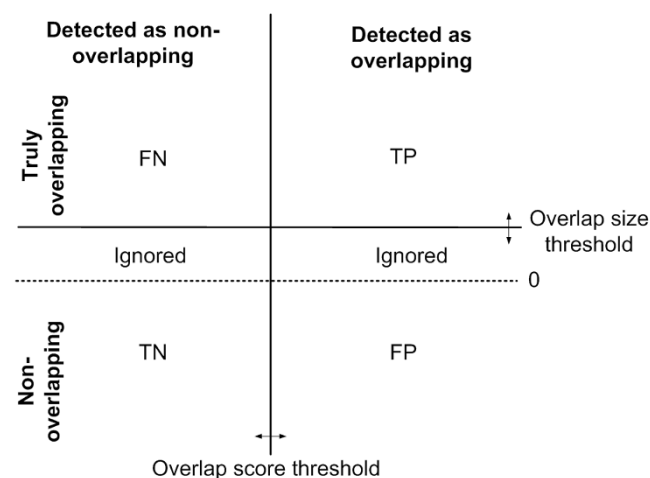 Detected as non-
overlapping
Detected as
overlapping
Truly
overlapping
FN
TP
Overlap size
threshold
Ignored
Ignored
0
Non-
overlapping
TN
FP
Overlap score threshold